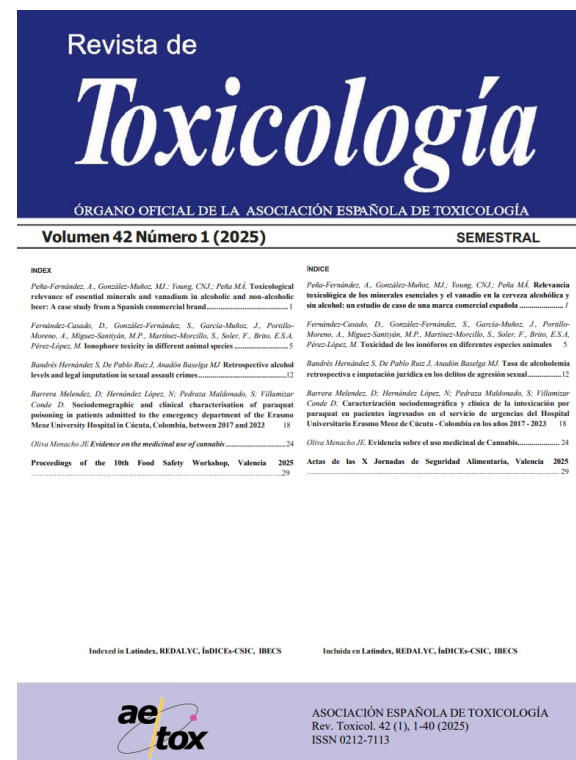 Revista de
Toxicología
ÓRGANO OFICIAL DE LA ASOCIACIÓN ESPAÑOLA DE TOXICOLOGÍA
Volumen 42 Número 1 (2025)
SEMESTRAL
INDEX
Peña-Fernández, A., González-Muñoz, MJ.; Young, CNJ.; Peña MÁ. Toxicological
relevance of essential minerals and vanadium in alcoholic and non-alcoholic
beer: A case study from a Spanish commercial brand....................................1
Fernández-Casado, D., González-Fernández, S., García-Muñoz, J., Portillo-
Moreno, A., Míguez-Santiyán, M.P., Martínez-Morcillo, S., Soler, F., Brito, E.S.A,
Pérez-López, M. Ionophore toxicity in different animal species ......................5
Bandrés Hernández S, De Pablo Ruiz J, Anadón Baselga MJ Retrospective alcohol
levels and legal imputation in sexual assault crimes .....................................12
Barrera Melendez, D; Hernández López, N; Pedraza Maldonado, S; Villamizar
Conde D. Sociodemographic and clinical characterisation of paraquat
poisoning in patients admitted to the emergency department of the Erasmo
Meoz University Hospital in Cúcuta, Colombia, between 2017 and 2023 18
Oliva Menacho JE Evidence on the medicinal use of cannabis ........................24
Proceedings of the 10th Food Safety Workshop, Valencia 2025
..............................................................................29
ÍNDICE
Peña-Fernández, A., González-Muñoz, MJ.; Young, CNJ.; Peña MÁ. Relevancia
toxicológica de los minerales esenciales y el vanadio en la cerveza alcohólica y
sin alcohol: un estudio de caso de una marca comercial española ................... 1
Fernández-Casado, D., González-Fernández, S., García-Muñoz, J., Portillo-
Moreno, A., Míguez-Santiyán, M.P., Martínez-Morcillo, S., Soler, F., Brito, E.S.A,
Pérez-López, M. Toxicidad de los ionóforos en diferentes especies animales 5
Bandrés Hernández S, De Pablo Ruiz J, Anadón Baselga MJ. Tasa de alcoholemia
retrospectiva e imputación jurídica en los delitos de agresión sexual..............12
Barrera Melendez, D; Hernández López, N; Pedraza Maldonado, S; Villamizar
Conde D. Caracterización sociodemográfica y clínica de la intoxicación por
paraquat en pacientes ingresados en el servicio de urgencias del Hospital
Universitario Erasmo Meoz de Cúcuta - Colombia en los años 2017 - 2023 18
Oliva Menacho JE. Evidencia sobre el uso medicinal de Cannabis.................. 24
Actas de las X Jornadas de Seguridad Alimentaria, Valencia 2025
.............................................................................. 29
Indexed in Latindex, REDALYC, ÍnDICEs-CSIC, IBECS
Incluida en Latindex, REDALYC, ÍnDICEs-CSIC, IBECS
ae
tox
ASOCIACIÓN ESPAÑOLA DE TOXICOLOGÍA
Rev. Toxicol. 42 (1), 1-40 (2025)
ISSN 0212-7113